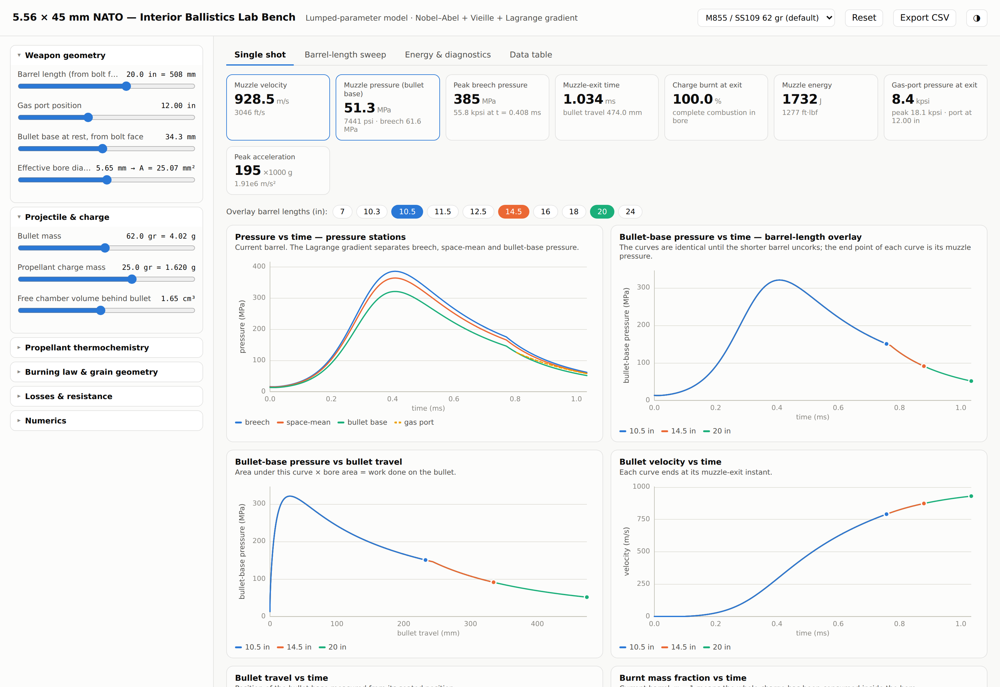 5.56 × 45 mm NATO — Interior Ballistics Lab Bench
Lumped-parameter model · Nobel–Abel + Vieille + Lagrange gradient
M855 / SS109 62 gr (default)
Reset
Export CSV
Weapon geometry
Barrel length (from bolt f... 20.0 in = 508 mm
Gas port position 12.00 in
Bullet base at rest, from bolt face 34.3 mm
Effective bore dia... 5.65 mm → A = 25.07 mm²
Projectile & charge
Bullet mass 62.0 gr = 4.02 g
Propellant charge mass 25.0 gr = 1.620 g
Free chamber volume behind bullet 1.65 cm³
Propellant thermochemistry
Burning law & grain geometry
Losses & resistance
Numerics
Single shot
Barrel-length sweep
Energy & diagnostics
Data table
Muzzle velocity
928.5 m/s
3046 ft/s
Muzzle pressure (bullet
base)
51.3 MPa
7441 psi · breech 61.6
MPa
Peak breech pressure
385 MPa
55.8 kpsi at t = 0.408 ms
Muzzle-exit time
1.034 ms
bullet travel 474.0 mm
Charge burnt at exit
100.0 %
complete combustion in
bore
Muzzle energy
1732 J
1277 ft·lbf
Gas-port pressure at exit
8.4 kpsi
peak 18.1 kpsi · port at
12.00 in
Peak acceleration
195 ×1000 g
1.91e6 m/s²
Overlay barrel lengths (in): 7 10.3 10.5 11.5 12.5 14.5 16 18 20 24
Pressure vs time — pressure stations
Current barrel. The Lagrange gradient separates breech, space-mean and bullet-base pressure.
pressure (MPa)
400
300
200
100
0
0.0 0.2 0.4 0.6 0.8 1.0
time (ms)
breech space-mean bullet base gas port
Bullet-base pressure vs time — barrel-length overlay
The curves are identical until the shorter barrel uncorks; the end point of each curve is its muzzle
pressure.
bullet-base pressure (MPa)
300
200
100
0
0.0 0.2 0.4 0.6 0.8 1.0
time (ms)
10.5 in 14.5 in 20 in
Bullet-base pressure vs bullet travel
Area under this curve × bore area = work done on the bullet.
bullet-base pressure (MPa)
300
200
100
0
0 100 200 300 400
bullet travel (mm)
10.5 in 14.5 in 20 in
Bullet velocity vs time
Each curve ends at its muzzle-exit instant.
velocity (m/s)
1000
750
500
250
0
0.0 0.2 0.4 0.6 0.8 1.0
time (ms)
10.5 in 14.5 in 20 in
Bullet travel vs time
Burnt mass fraction vs time